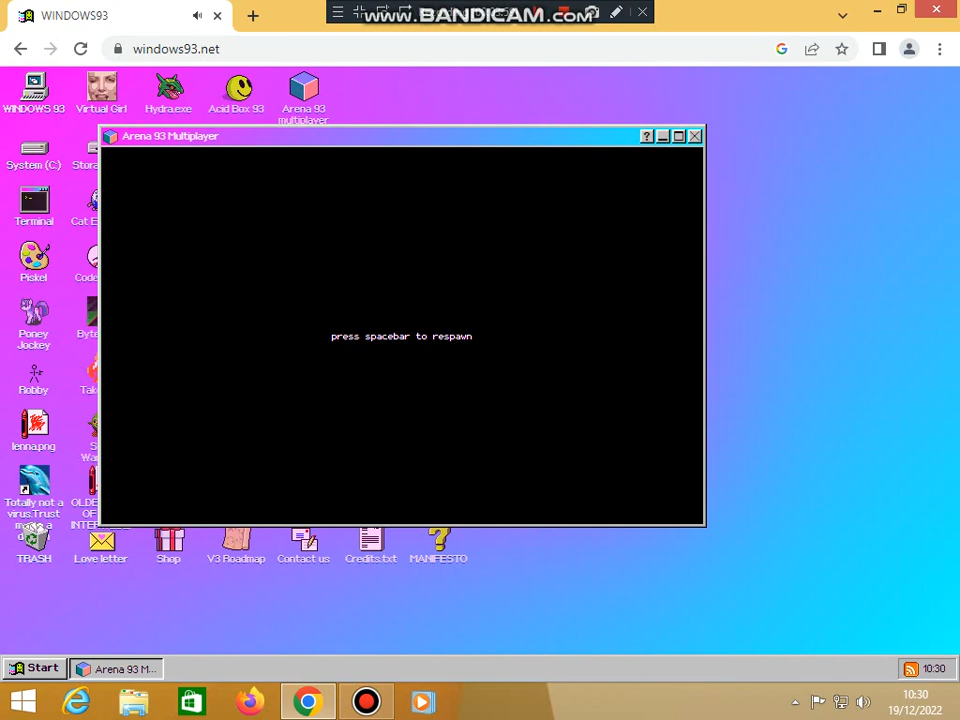 WINDOWS93
www.BANDICAM.com
windows93.net
WINDOWS 93
Virtual Girl
Hydra.exe
Acid Box 93
Arena 93
multiplayer
Arena 93 Multiplayer
System (C:)
Terminal
Piskel
Poney
Jockey
Robby
lenna.png
Totally not a
virus.Trust
TRASH
press spacebar to respawn
Love letter
Shop
V3 Roadmap
Contact us
Credits.txt
MANIFESTO
Start
Arena 93 M...
10:30
10:30
19/12/2022